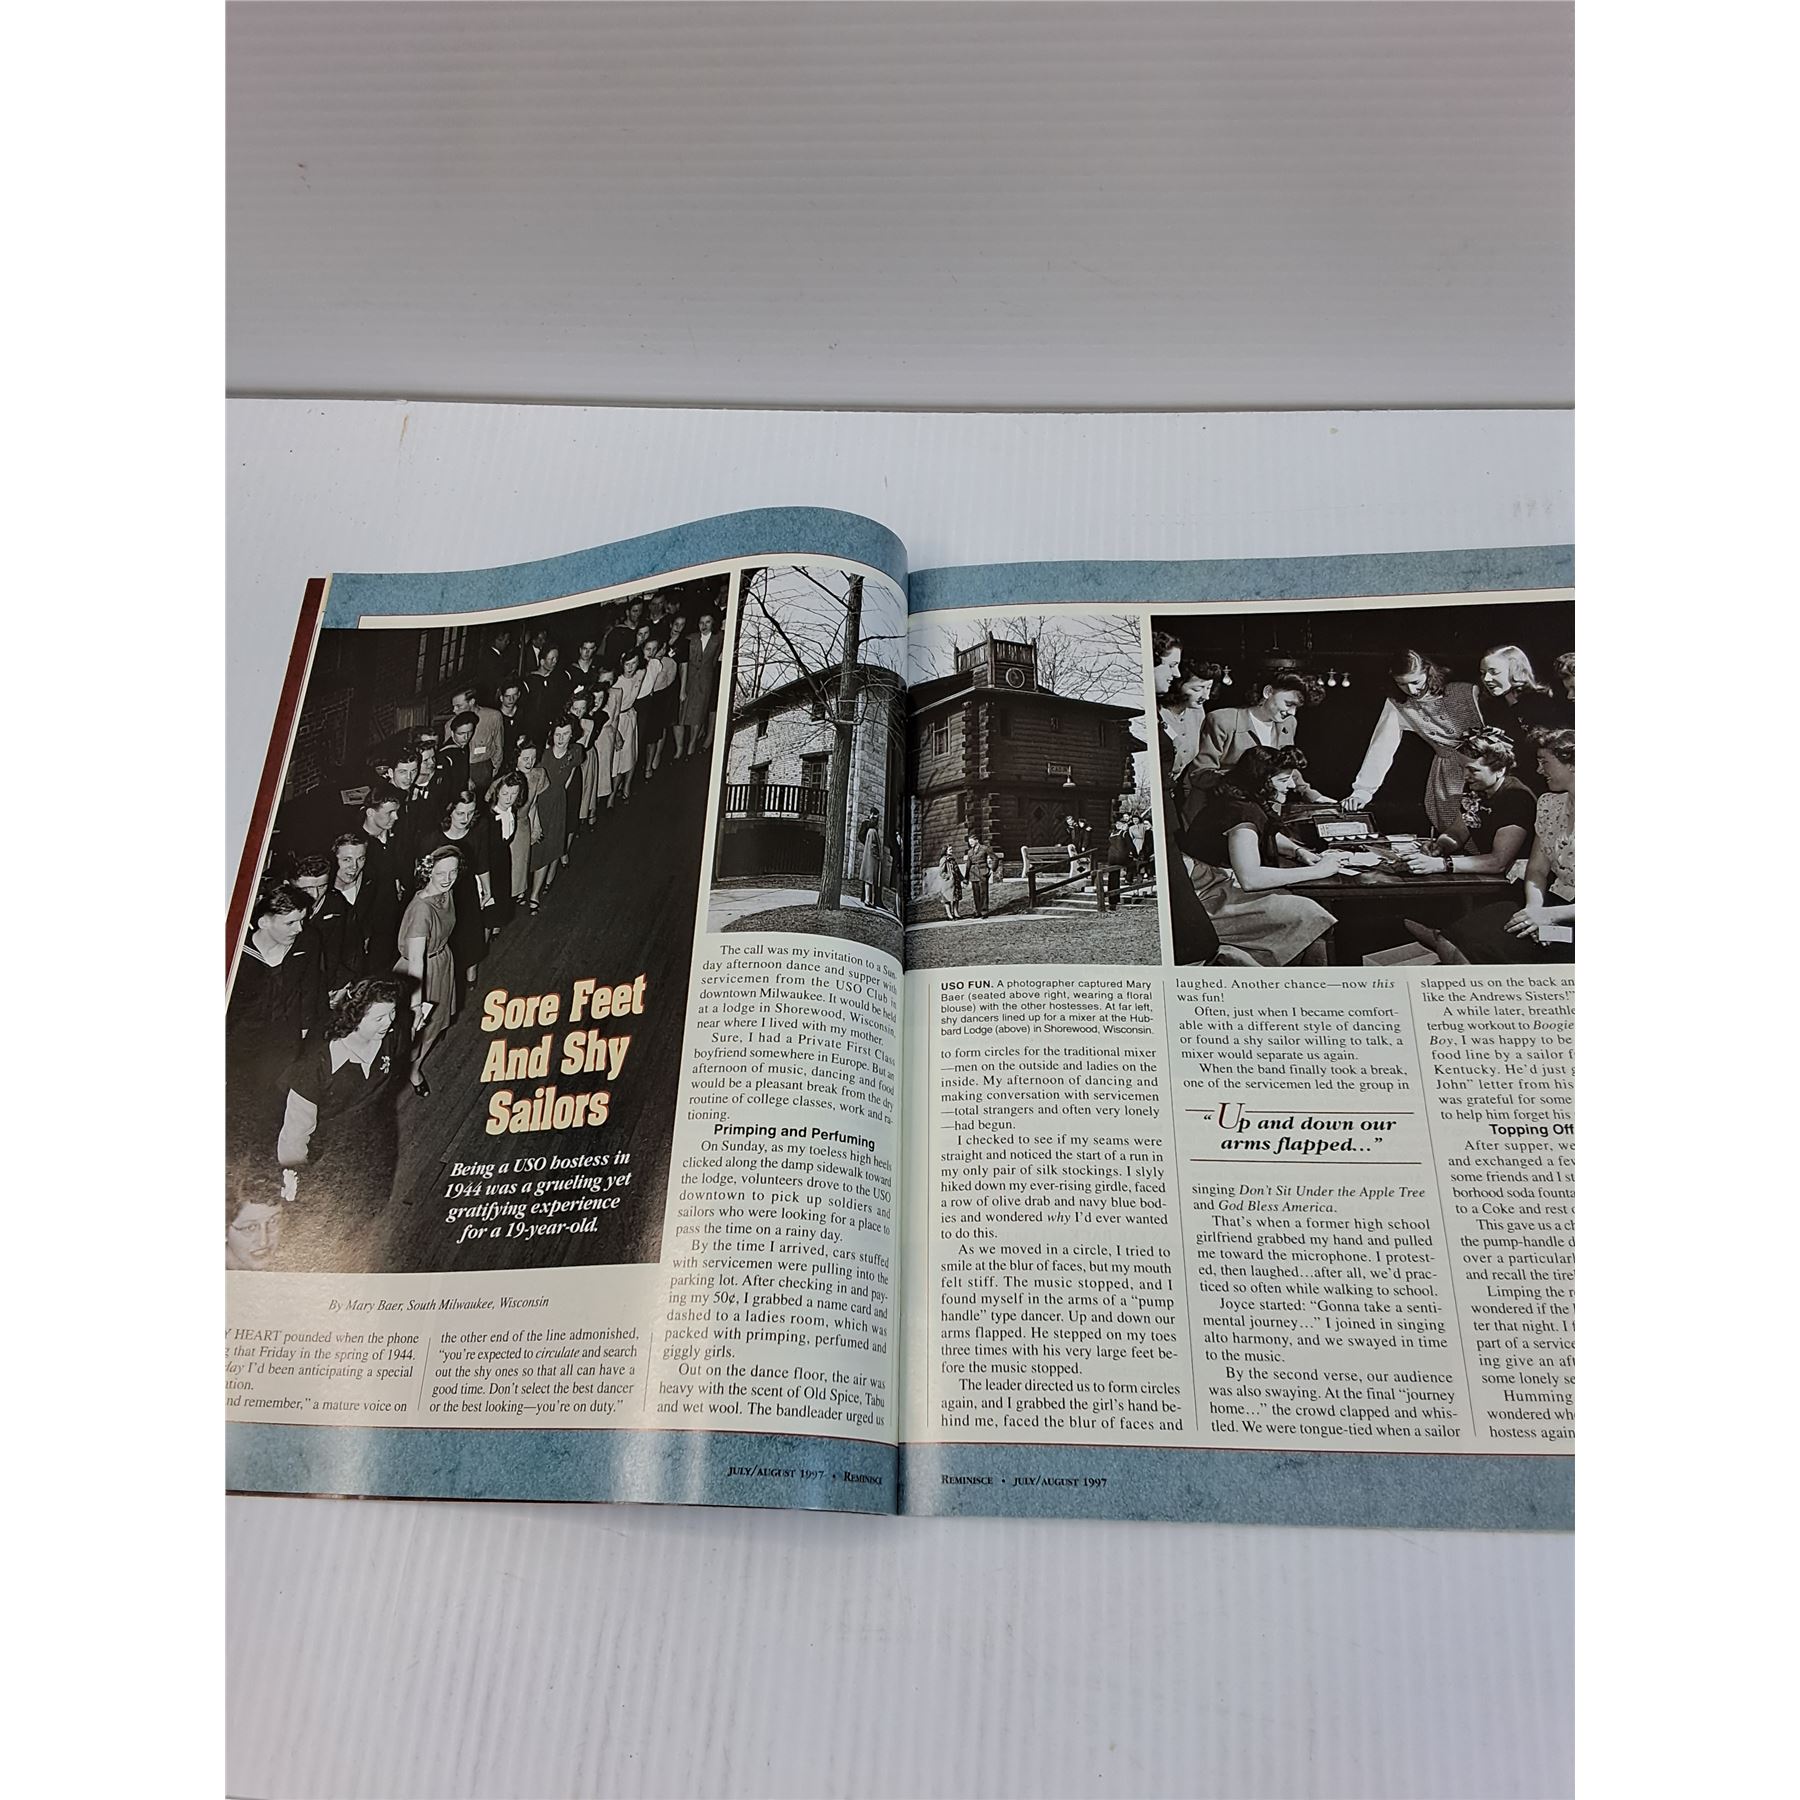 Sore Feet
And Shy
Sailors
Being a USO hostess in
1944 was a grueling yet
gratifying experience
for a 19-year-old.
By Mary Baer, South Milwaukee, Wisconsin
HEART pounded when the phone
that Friday in the spring of 1944.
I'd been anticipating a special
remember," a mature voice on
the other end of the line admonished,
"you're expected to circulate and search
out the shy ones so that all can have a
good time. Don't select the best dancer
or the best looking—you're on duty."
The call was my invitation to a Sun-
day afternoon dance and supper with
servicemen from the USO Club in
downtown Milwaukee. It would be held
at a lodge in Shorewood, Wisconsin,
near where I lived with my mother.
Sure, I had a Private First Class
boyfriend somewhere in Europe. But an
afternoon of music, dancing and food
would be a pleasant break from the dry
routine of college classes, work and ra-
tioning.
Primping and Perfuming
On Sunday, as my toeless high heels
clicked along the damp sidewalk toward
the lodge, volunteers drove to the USO
downtown to pick up soldiers and
sailors who were looking for a place to
pass the time on a rainy day.
By the time I arrived, cars stuffed
with servicemen were pulling into the
parking lot. After checking in and pay-
ing my 50¢, I grabbed a name card and
dashed to a ladies room, which was
packed with primping, perfumed and
giggly girls.
Out on the dance floor, the air was
heavy with the scent of Old Spice, Tabu
and wet wool. The bandleader urged us
JULY/AUGUST 1997 • REMINISCE
USO FUN. A photographer captured Mary
Baer (seated above right, wearing a floral
blouse) with the other hostesses. At far left,
shy dancers lined up for a mixer at the Hub-
bard Lodge (above) in Shorewood, Wisconsin.
to form circles for the traditional mixer
—men on the outside and ladies on the
inside. My afternoon of dancing and
making conversation with servicemen
—total strangers and often very lonely
—had begun.
I checked to see if my seams were
straight and noticed the start of a run in
my only pair of silk stockings. I slyly
hiked down my ever-rising girdle, faced
a row of olive drab and navy blue bod-
ies and wondered why I'd ever wanted
to do this.
As we moved in a circle, I tried to
smile at the blur of faces, but my mouth
felt stiff. The music stopped, and I
found myself in the arms of a "pump
handle" type dancer. Up and down our
arms flapped. He stepped on my toes
three times with his very large feet be-
fore the music stopped.
The leader directed us to form circles
again, and I grabbed the girl's hand be-
hind me, faced the blur of faces and
laughed. Another chance—now this
was fun!
Often, just when I became comfort-
able with a different style of dancing
or found a shy sailor willing to talk, a
mixer would separate us again.
When the band finally took a break,
one of the servicemen led the group in
"Up and down our
arms flapped..."
singing Don't Sit Under the Apple Tree
and God Bless America.
That's when a former high school
girlfriend grabbed my hand and pulled
me toward the microphone. I protest-
ed, then laughed...after all, we'd prac-
ticed so often while walking to school.
Joyce started: "Gonna take a senti-
mental journey..." I joined in singing
alto harmony, and we swayed in time
to the music.
By the second verse, our audience
was also swaying. At the final "journey
home..." the crowd clapped and whis-
tled. We were tongue-tied when a sailor
slapped us on the back an
like the Andrews Sisters!"
A while later, breathle
terbug workout to Boogie
Boy, I was happy to be
food line by a sailor f
Kentucky. He'd just g
John" letter from his
was grateful for some
to help him forget his
Topping Off
After supper, we
and exchanged a few
some friends and I st
borhood soda founta
to a Coke and rest o
This gave us a ch
the pump-handle d
over a particularl
and recall the tire
Limping the r
wondered if the
ter that night. I
part of a service
ing give an aft
some lonely se
Humming
wondered wh
hostess again
REMINISCE • JULY/AUGUST 1997